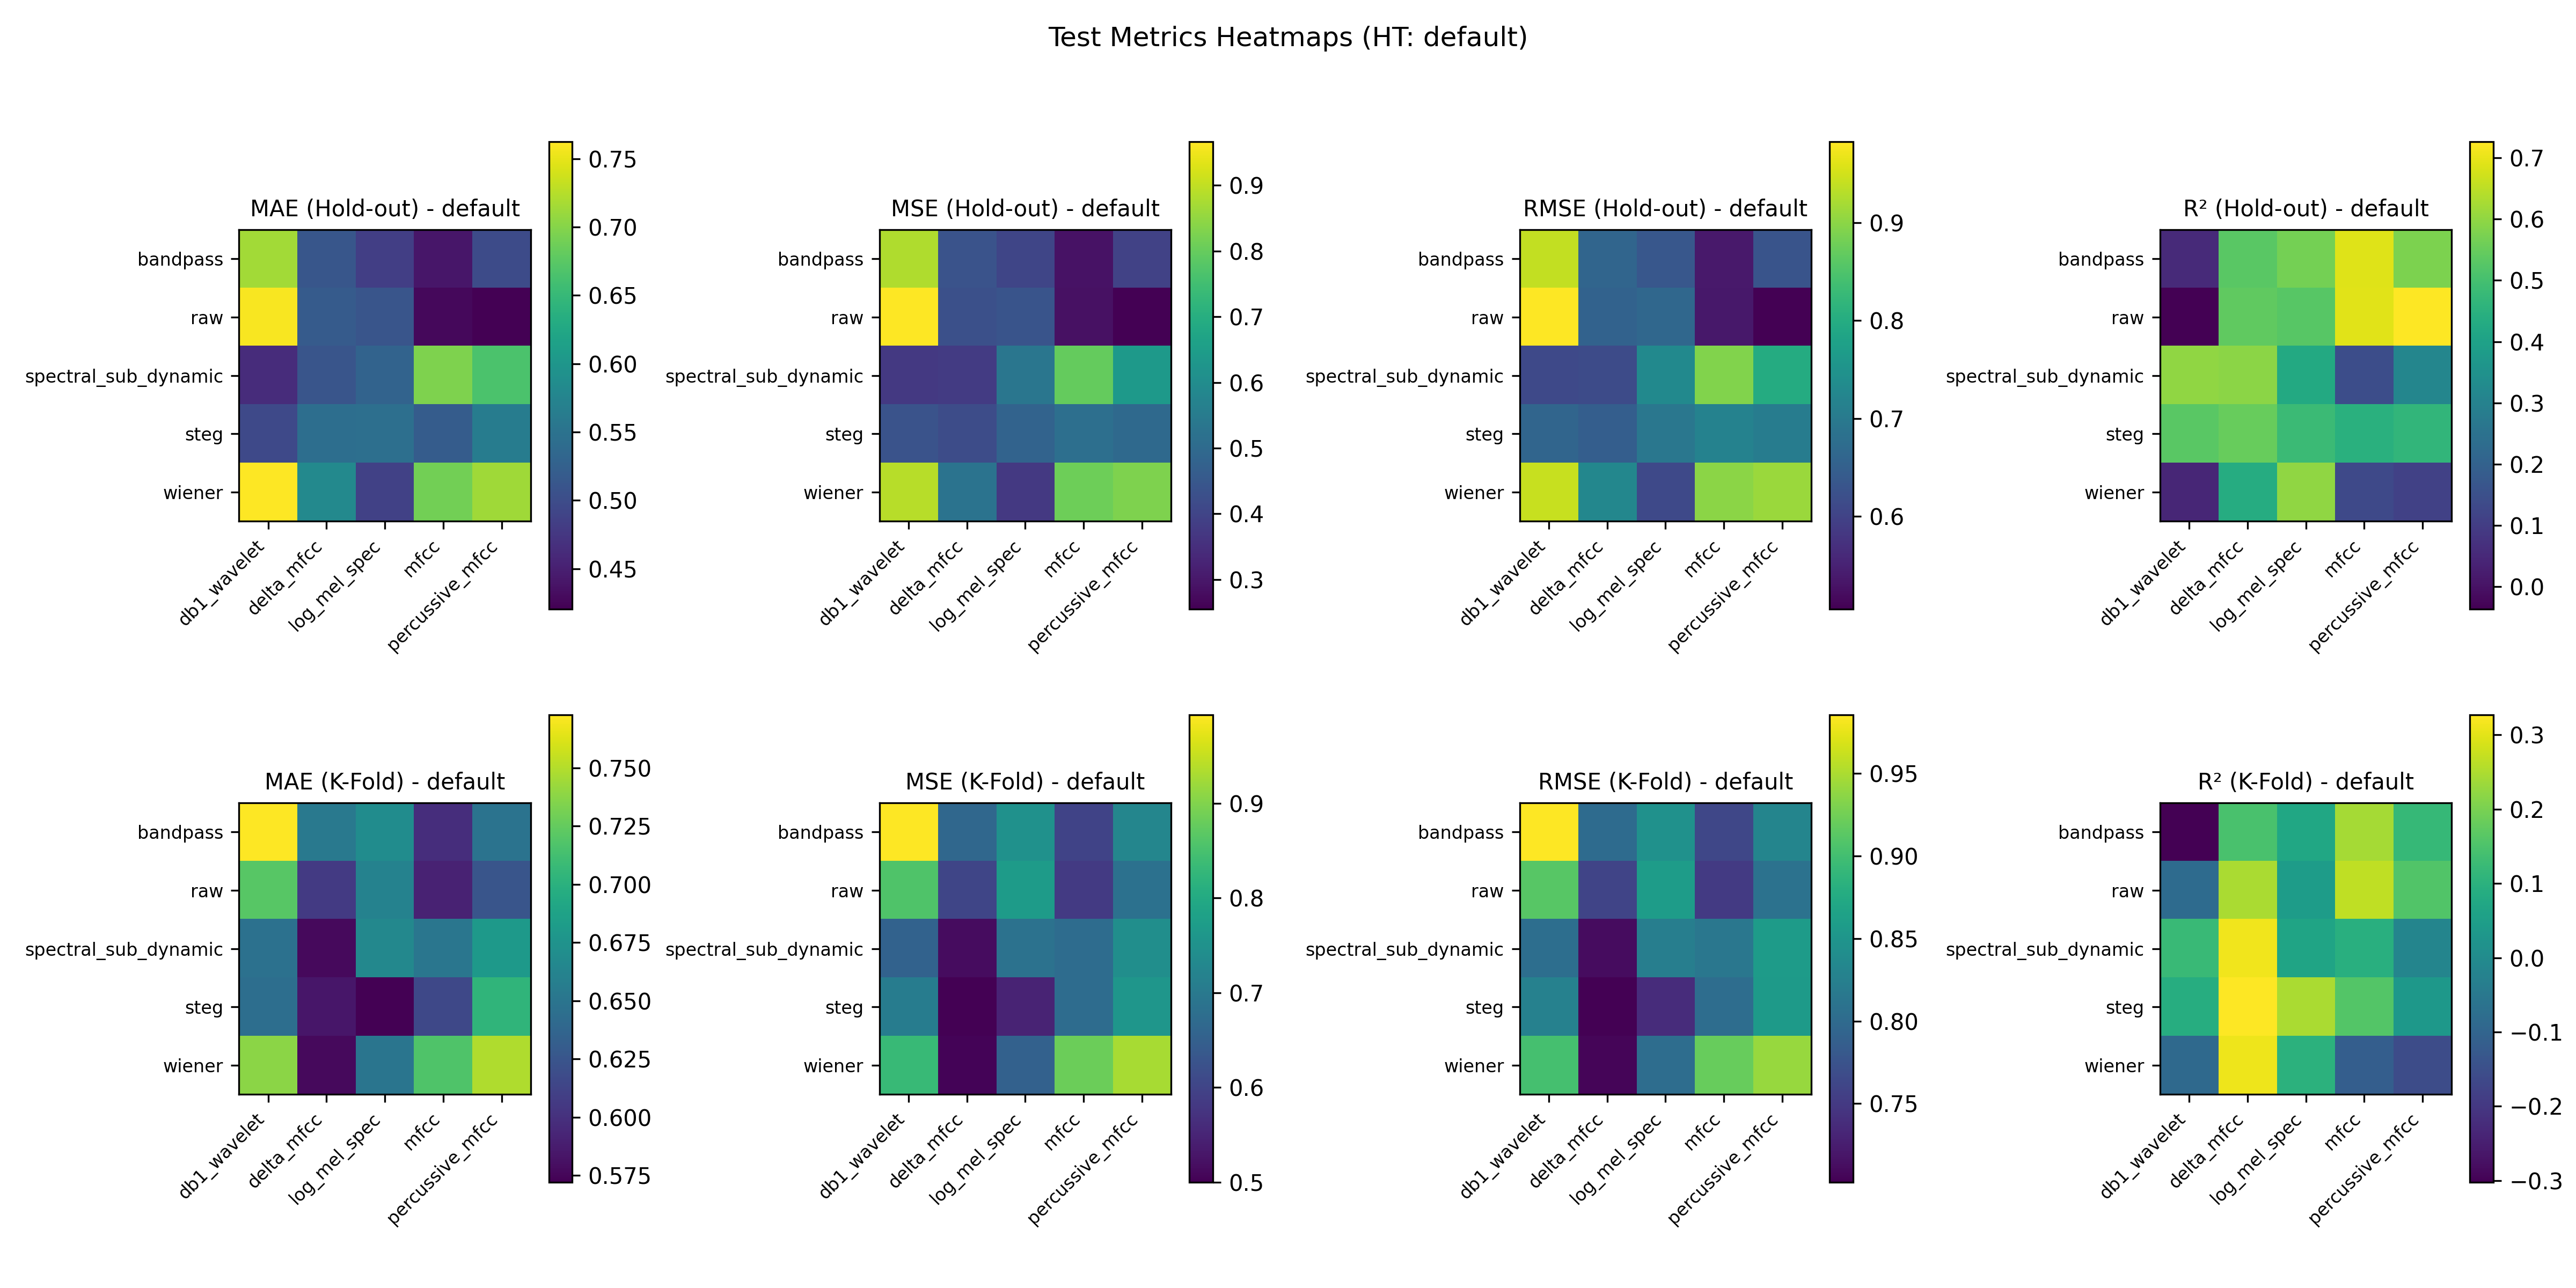 Test Metrics Heatmaps (HT: default)
MAE (Hold-out) - default
bandpass
raw
spectral_sub_dynamic
steg
wiener
db1_wavelet
delta_mfcc
log_mel_spec
mfcc
percussive_mfcc
0.75
0.70
0.65
0.60
0.55
0.50
0.45
MSE (Hold-out) - default
bandpass
raw
spectral_sub_dynamic
steg
wiener
db1_wavelet
delta_mfcc
log_mel_spec
mfcc
percussive_mfcc
0.9
0.8
0.7
0.6
0.5
0.4
0.3
RMSE (Hold-out) - default
bandpass
raw
spectral_sub_dynamic
steg
wiener
db1_wavelet
delta_mfcc
log_mel_spec
mfcc
percussive_mfcc
0.9
0.8
0.7
0.6
R² (Hold-out) - default
bandpass
raw
spectral_sub_dynamic
steg
wiener
db1_wavelet
delta_mfcc
log_mel_spec
mfcc
percussive_mfcc
0.7
0.6
0.5
0.4
0.3
0.2
0.1
0.0
MAE (K-Fold) - default
bandpass
raw
spectral_sub_dynamic
steg
wiener
db1_wavelet
delta_mfcc
log_mel_spec
mfcc
percussive_mfcc
0.750
0.725
0.700
0.675
0.650
0.625
0.600
0.575
MSE (K-Fold) - default
bandpass
raw
spectral_sub_dynamic
steg
wiener
db1_wavelet
delta_mfcc
log_mel_spec
mfcc
percussive_mfcc
0.9
0.8
0.7
0.6
0.5
RMSE (K-Fold) - default
bandpass
raw
spectral_sub_dynamic
steg
wiener
db1_wavelet
delta_mfcc
log_mel_spec
mfcc
percussive_mfcc
0.95
0.90
0.85
0.80
0.75
R² (K-Fold) - default
bandpass
raw
spectral_sub_dynamic
steg
wiener
db1_wavelet
delta_mfcc
log_mel_spec
mfcc
percussive_mfcc
0.3
0.2
0.1
0.0
−0.1
−0.2
−0.3